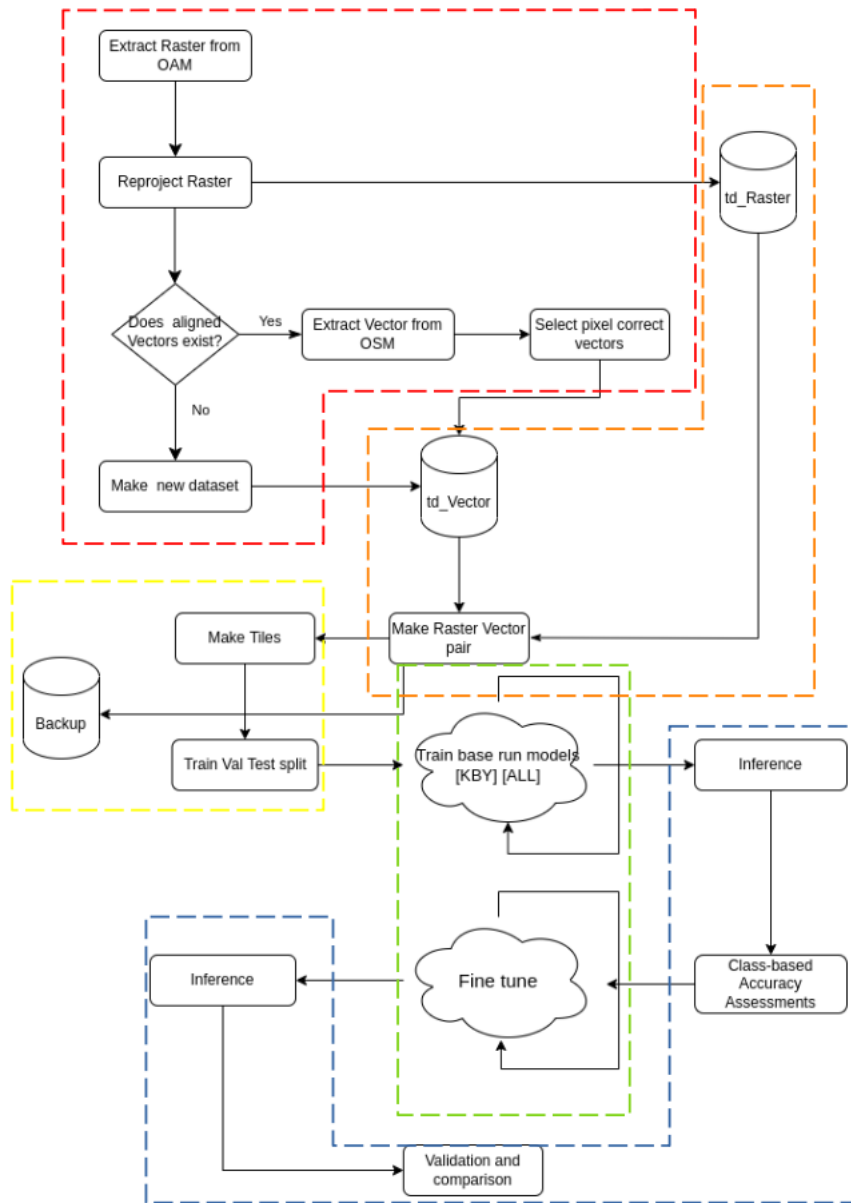 Extract Raster from
OAM
Reproject Raster
td_Raster
Does aligned
Vectors exist?
Yes
Extract Vector from
OSM
Select pixel correct
vectors
No
Make new dataset
td_Vector
Make Raster Vector
pair
Make Tiles
Backup
Train Val Test split
Train base run models
[KBY] [ALL]
Inference
Class-based
Accuracy
Assessments
Fine tune
Inference
Validation and
comparison